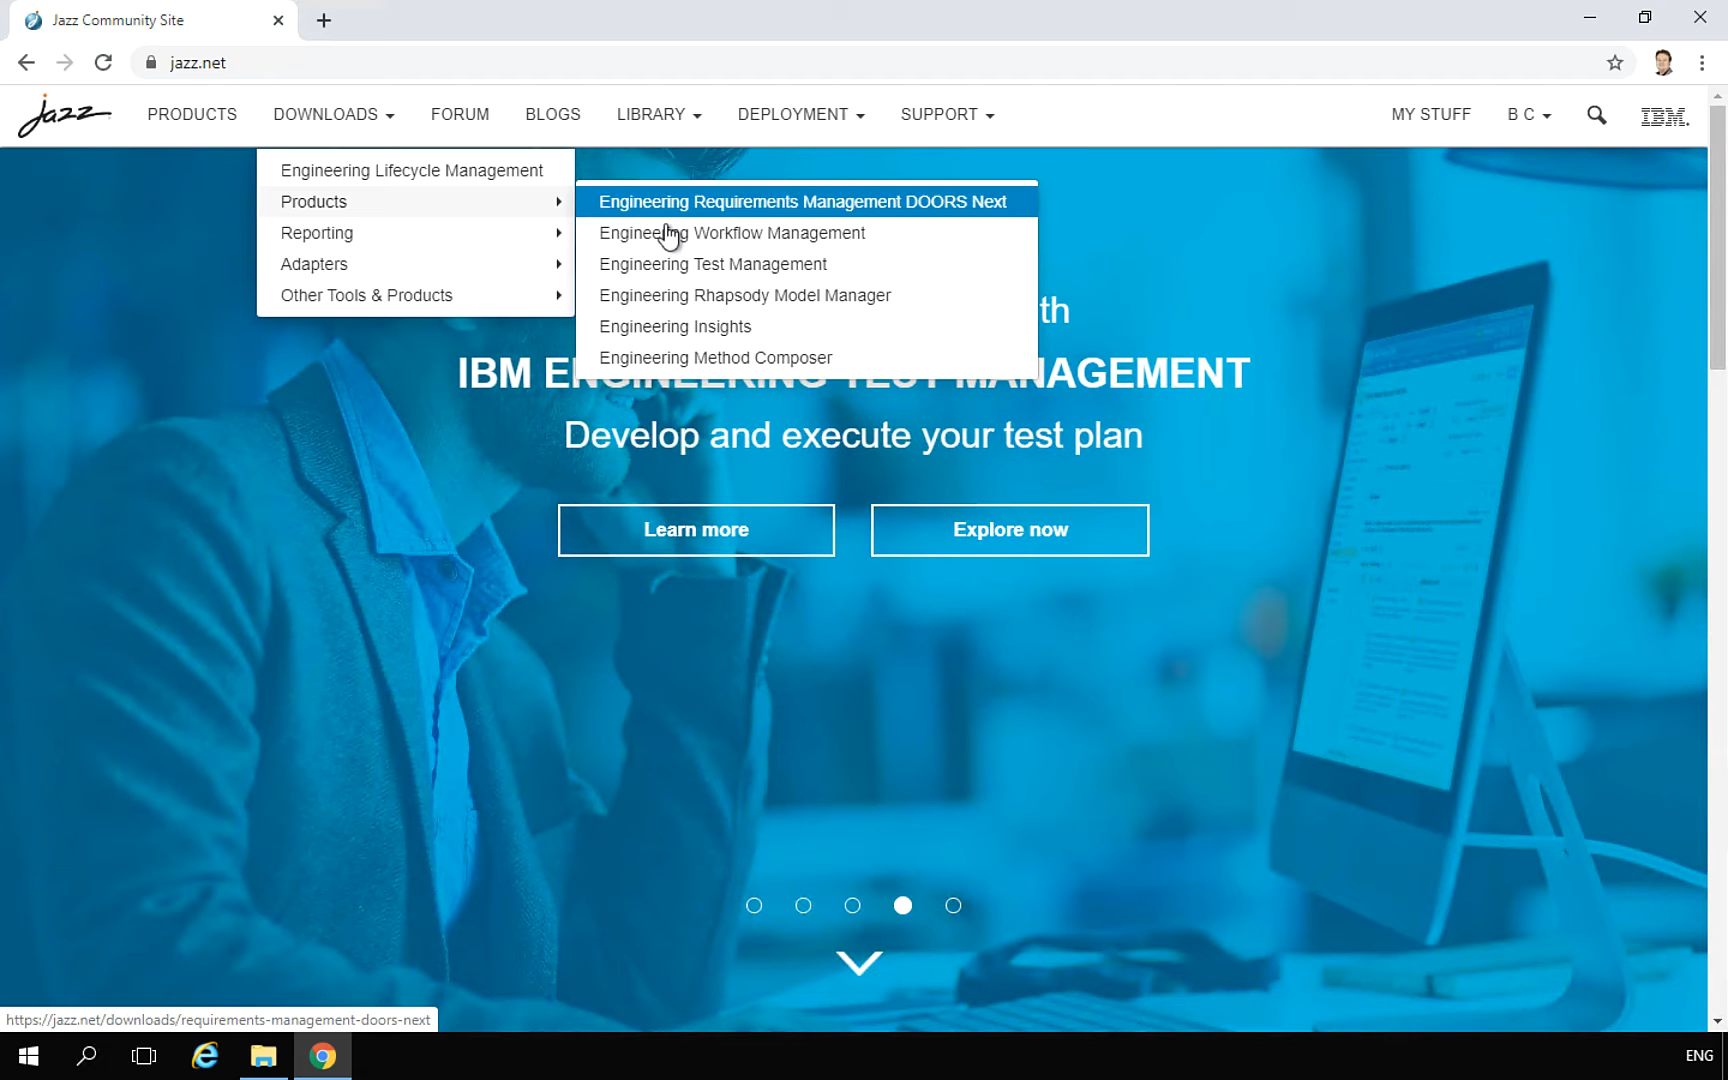 Jazz Community Site
jazz.net
Jazz
PRODUCTS
DOWNLOADS
FORUM
BLOGS
LIBRARY
DEPLOYMENT
SUPPORT
MY STUFF
B C
IBM.
Engineering Lifecycle Management
Products
Reporting
Adapters
Other Tools & Products
Engineering Requirements Management DOORS Next
Engineering Workflow Management
Engineering Test Management
Engineering Rhapsody Model Manager
Engineering Insights
Engineering Method Composer
th
IBM ENGINEERING TEST MANAGEMENT
Develop and execute your test plan
Learn more
Explore now
https://jazz.net/downloads/requirements-management-doors-next
ENG